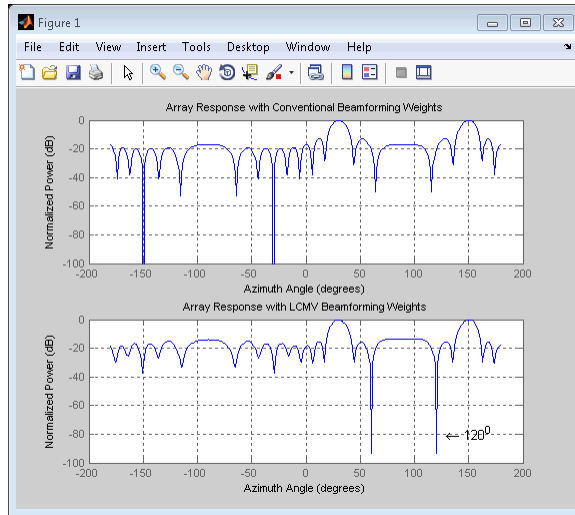 Figure 1
File Edit View Insert Tools Desktop Window Help
Array Response with Conventional Beamforming Weights
Normalized Power (dB)
0
-20
-40
-60
-80
-100
-200 -150 -100 -50 0 50 100 150 200
Azimuth Angle (degrees)
Array Response with LCMV Beamforming Weights
Normalized Power (dB)
0
-20
-40
-60
-80
-100
← 120⁰
-200 -150 -100 -50 0 50 100 150 200
Azimuth Angle (degrees)